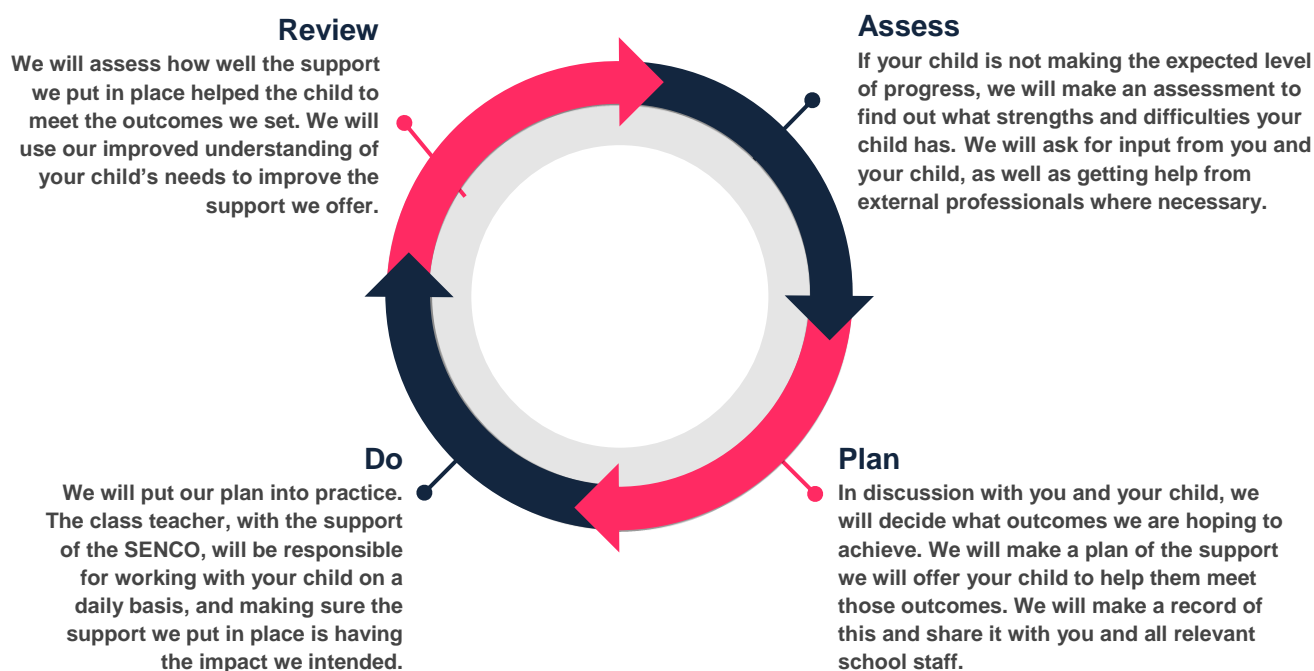 Review
We will assess how well the support
we put in place helped the child to
meet the outcomes we set. We will
use our improved understanding of
your child’s needs to improve the
support we offer.
Assess
If your child is not making the expected level
of progress, we will make an assessment to
find out what strengths and difficulties your
child has. We will ask for input from you and
your child, as well as getting help from
external professionals where necessary.
Do
We will put our plan into practice.
The class teacher, with the support
of the SENCO, will be responsible
for working with your child on a
daily basis, and making sure the
support we put in place is having
the impact we intended.
Plan
In discussion with you and your child, we
will decide what outcomes we are hoping to
achieve. We will make a plan of the support
we will offer your child to help them meet
those outcomes. We will make a record of
this and share it with you and all relevant
school staff.